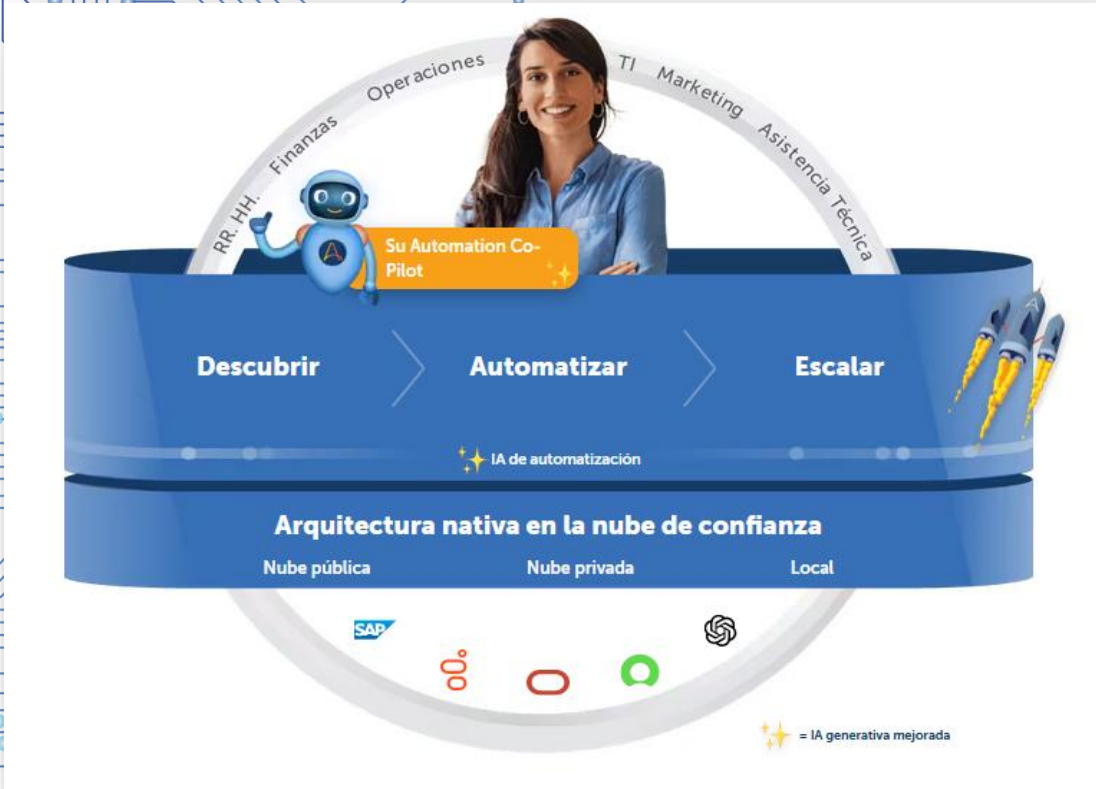 RR. HH. Finanzas Operaciones TI Marketing Asistencia Técnica
Su Automation Co-
Pilot
Descubrir Automatizar Escalar
IA de automatización
Arquitectura nativa en la nube de confianza
Nube pública Nube privada Local
SAP
= IA generativa mejorada